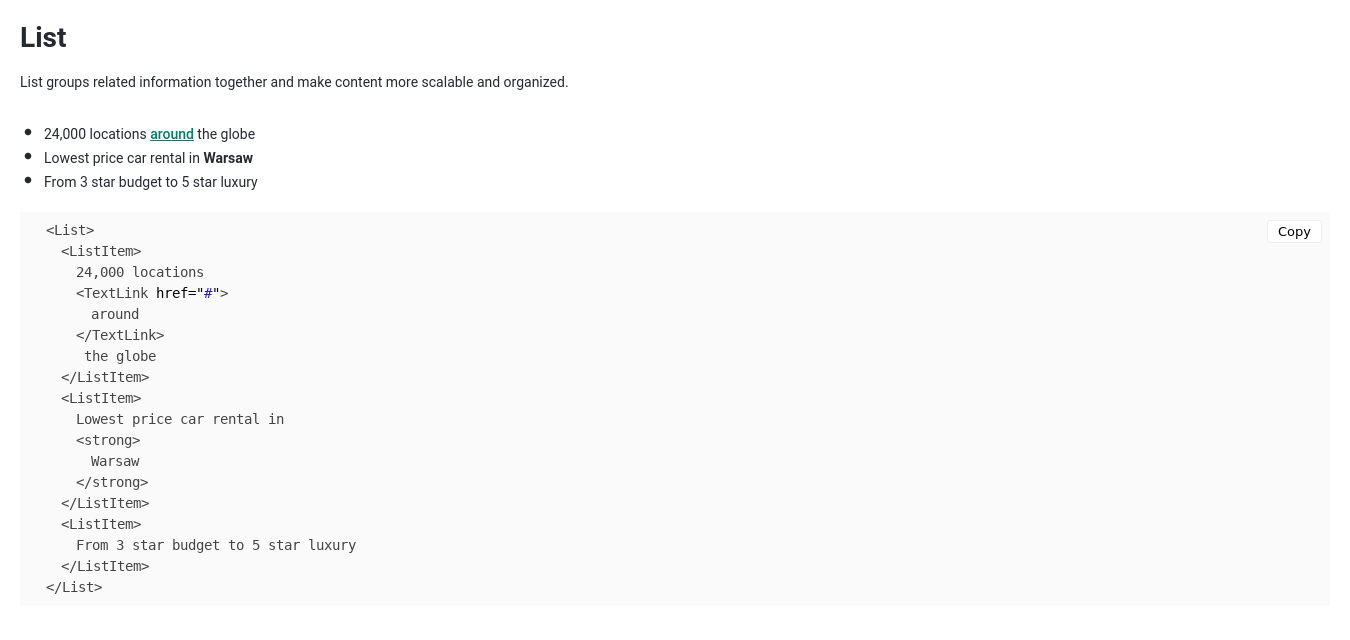 List
List groups related information together and make content more scalable and organized.
24,000 locations around the globe
Lowest price car rental in Warsaw
From 3 star budget to 5 star luxury
Copy
<List>
  <ListItem>
    24,000 locations
    <TextLink href="#">
      around
    </TextLink>
     the globe
  </ListItem>
  <ListItem>
    Lowest price car rental in
    <strong>
      Warsaw
    </strong>
  </ListItem>
  <ListItem>
    From 3 star budget to 5 star luxury
  </ListItem>
</List>